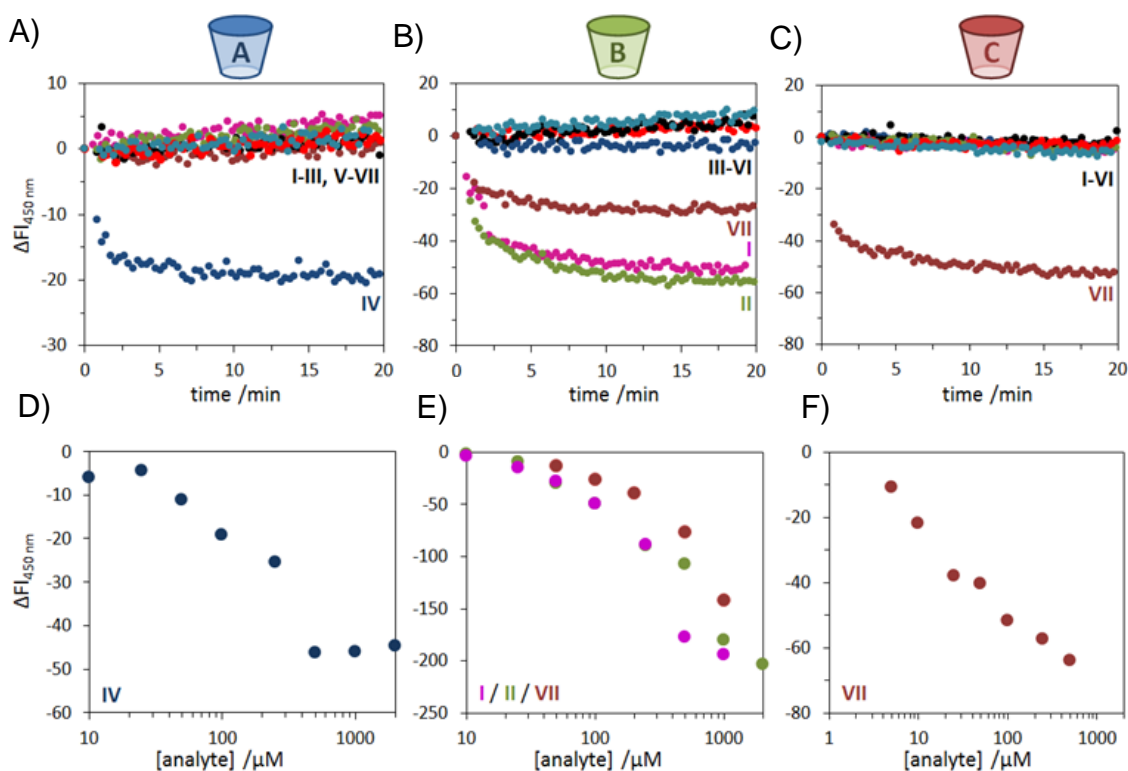 A)
A
B)
B
C)
C
10
0
-10
-20
-30
ΔFI450 nm
I-III, V-VII
IV
0 5 10 15 20
time /min
20
0
-20
-40
-60
-80
III-VI
VII
I
II
0 5 10 15 20
time /min
20
0
-20
-40
-60
-80
I-VI
VII
0 5 10 15 20
time /min
D)
0
-10
-20
-30
-40
-50
-60
ΔFI450 nm
IV
10 100 1000
[analyte] /μM
E)
0
-50
-100
-150
-200
-250
I / II / VII
10 100 1000
[analyte] /μM
F)
0
-20
-40
-60
-80
VII
1 10 100 1000
[analyte] /μM